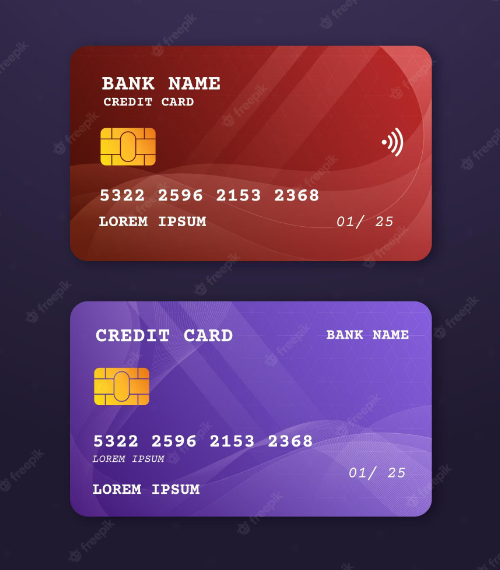 BANK NAME
CREDIT CARD
5322 2596 2153 2368
LOREM IPSUM
01/ 25
CREDIT CARD
BANK NAME
5322 2596 2153 2368
LOREM IPSUM
01/ 25
LOREM IPSUM
freepik